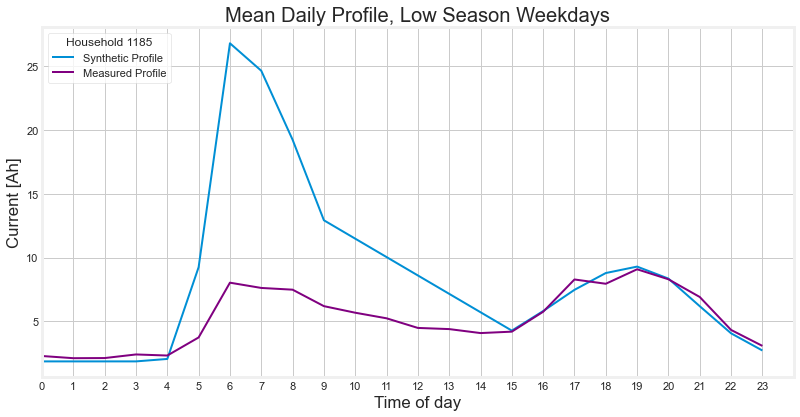 Mean Daily Profile, Low Season Weekdays
Household 1185
Synthetic Profile
Measured Profile
Current [Ah]
25
20
15
10
5
0 1 2 3 4 5 6 7 8 9 10 11 12 13 14 15 16 17 18 19 20 21 22 23
Time of day